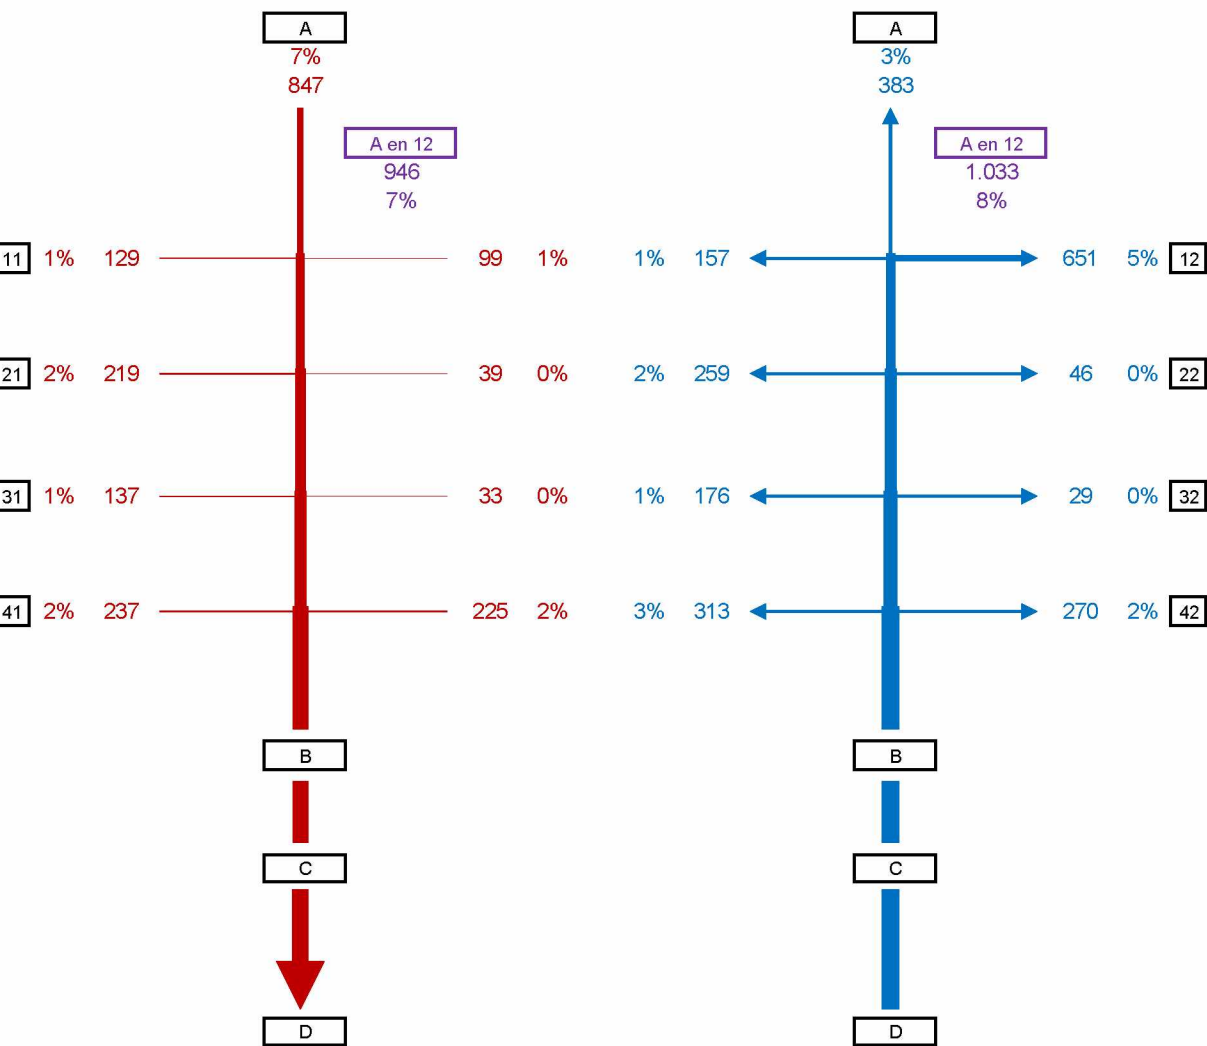 A A
7% 3%
847 383
A en 12 A en 12
946 1.033
7% 8%
11 1% 129 99 1% 1% 157 651 5% 12
21 2% 219 39 0% 2% 259 46 0% 22
31 1% 137 33 0% 1% 176 29 0% 32
41 2% 237 225 2% 3% 313 270 2% 42
B B
C C
D D